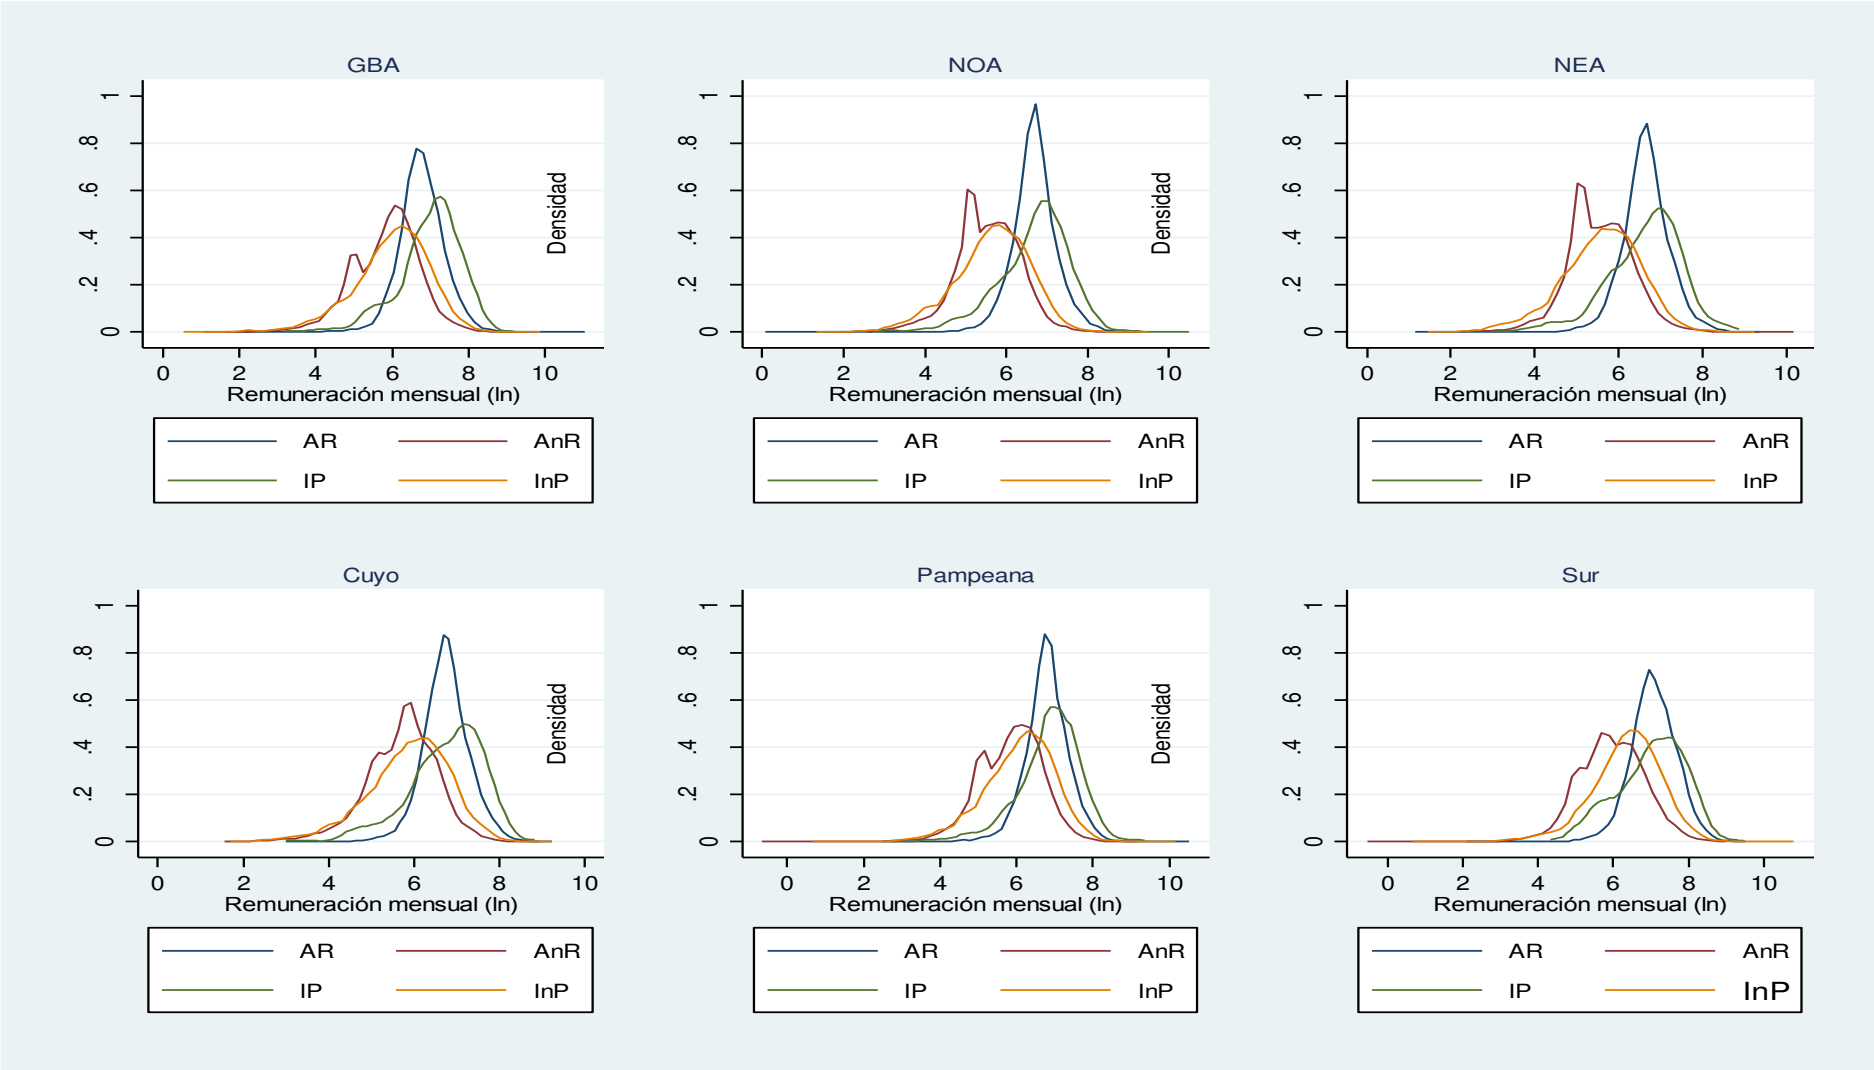 GBA
1
.8
.6
.4
.2
0
0 2 4 6 8 10
Remuneración mensual (ln)
AR AnR
IP InP
NOA
Densidad
1
.8
.6
.4
.2
0
0 2 4 6 8 10
Remuneración mensual (ln)
AR AnR
IP InP
NEA
Densidad
1
.8
.6
.4
.2
0
0 2 4 6 8 10
Remuneración mensual (ln)
AR AnR
IP InP
Cuyo
1
.8
.6
.4
.2
0
0 2 4 6 8 10
Remuneración mensual (ln)
AR AnR
IP InP
Pampeana
Densidad
1
.8
.6
.4
.2
0
0 2 4 6 8 10
Remuneración mensual (ln)
AR AnR
IP InP
Sur
Densidad
1
.8
.6
.4
.2
0
0 2 4 6 8 10
Remuneración mensual (ln)
AR AnR
IP InP